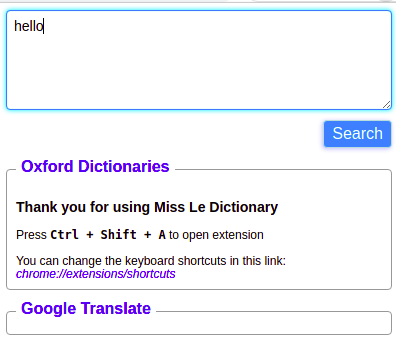 hello
Search
Oxford Dictionaries
Thank you for using Miss Le Dictionary
Press Ctrl + Shift + A to open extension
You can change the keyboard shortcuts in this link:
chrome://extensions/shortcuts
Google Translate